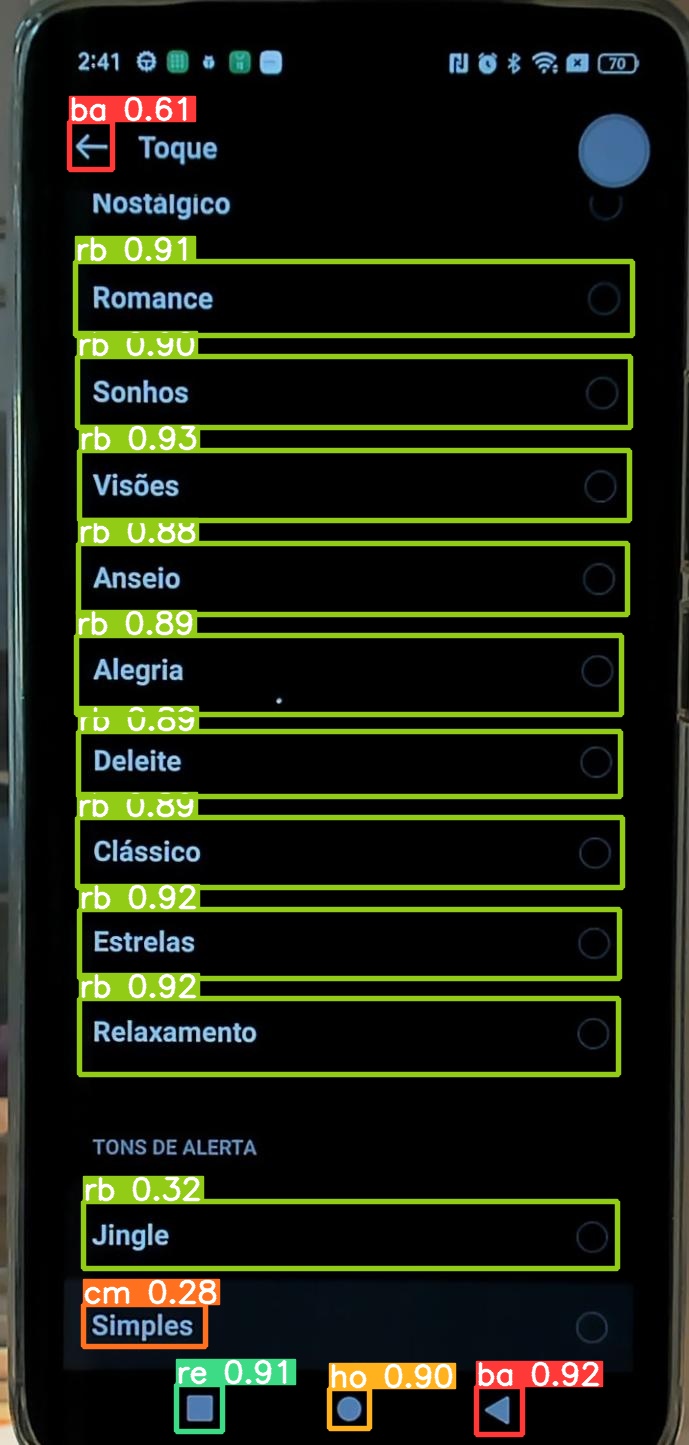 2:41 70
ba 0.61
Toque
Nostálgico
rb 0.91
Romance
rb 0.90
Sonhos
rb 0.93
Visões
rb 0.88
Anseio
rb 0.89
Alegria
rb 0.89
Deleite
rb 0.89
Clássico
rb 0.92
Estrelas
rb 0.92
Relaxamento
TONS DE ALERTA
rb 0.32
Jingle
cm 0.28
Simples
re 0.91 ho 0.90 ba 0.92